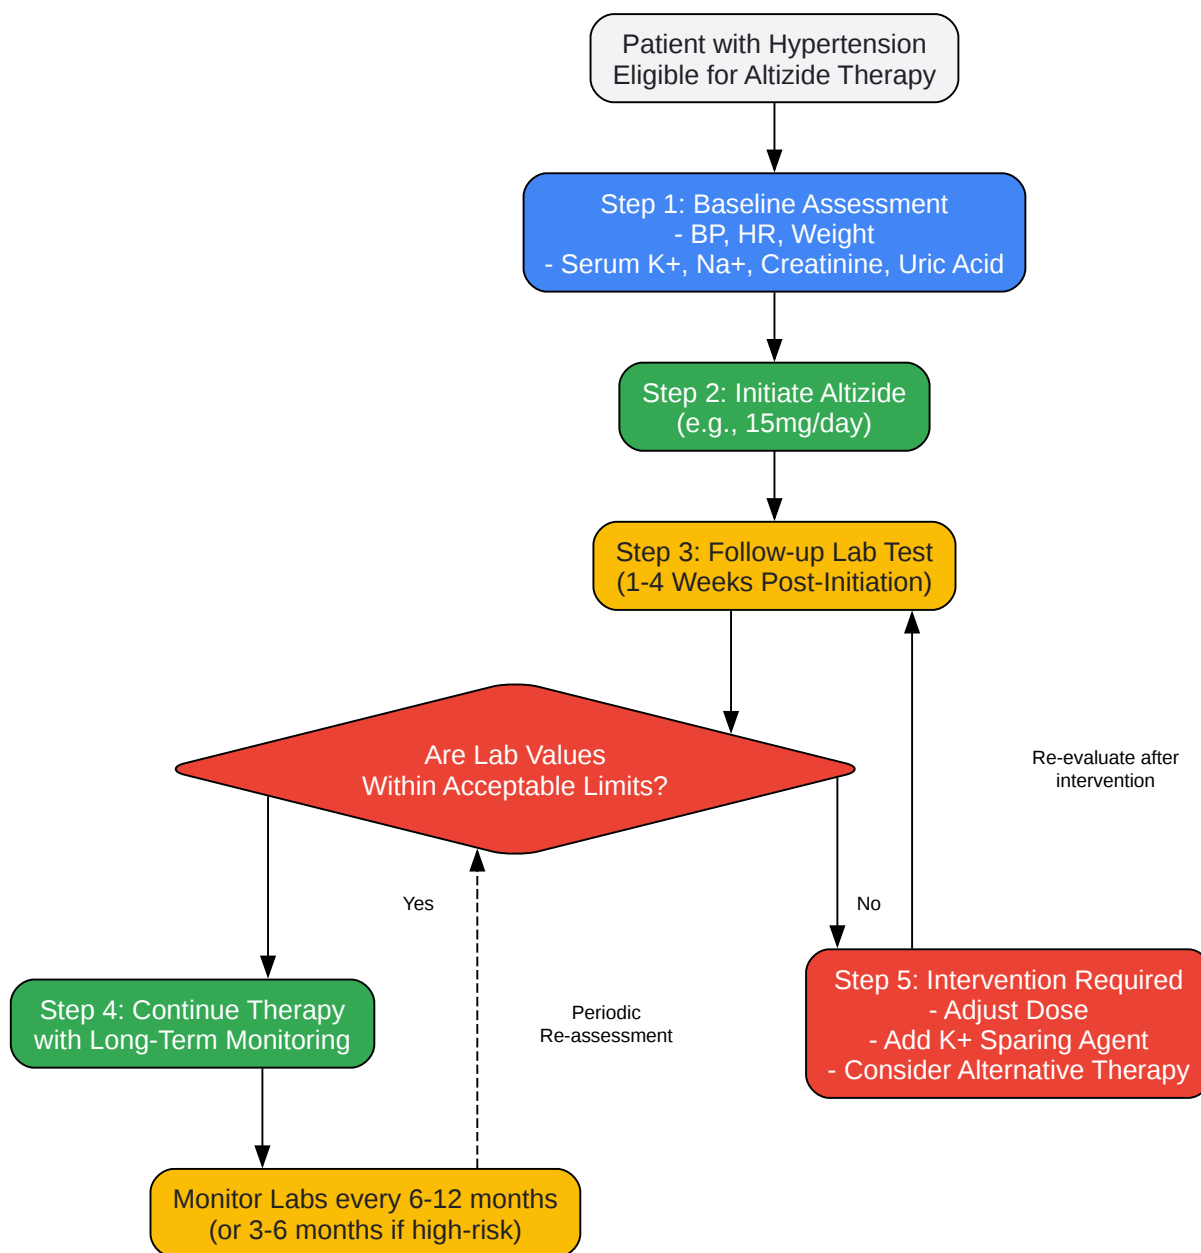 Patient with Hypertension
Eligible for Altizide Therapy
Step 1: Baseline Assessment
- BP, HR, Weight
- Serum K+, Na+, Creatinine, Uric Acid
Step 2: Initiate Altizide
(e.g., 15mg/day)
Step 3: Follow-up Lab Test
(1-4 Weeks Post-Initiation)
Are Lab Values
Within Acceptable Limits?
Re-evaluate after
intervention
Yes
No
Step 4: Continue Therapy
with Long-Term Monitoring
Periodic
Re-assessment
Step 5: Intervention Required
- Adjust Dose
- Add K+ Sparing Agent
- Consider Alternative Therapy
Monitor Labs every 6-12 months
(or 3-6 months if high-risk)